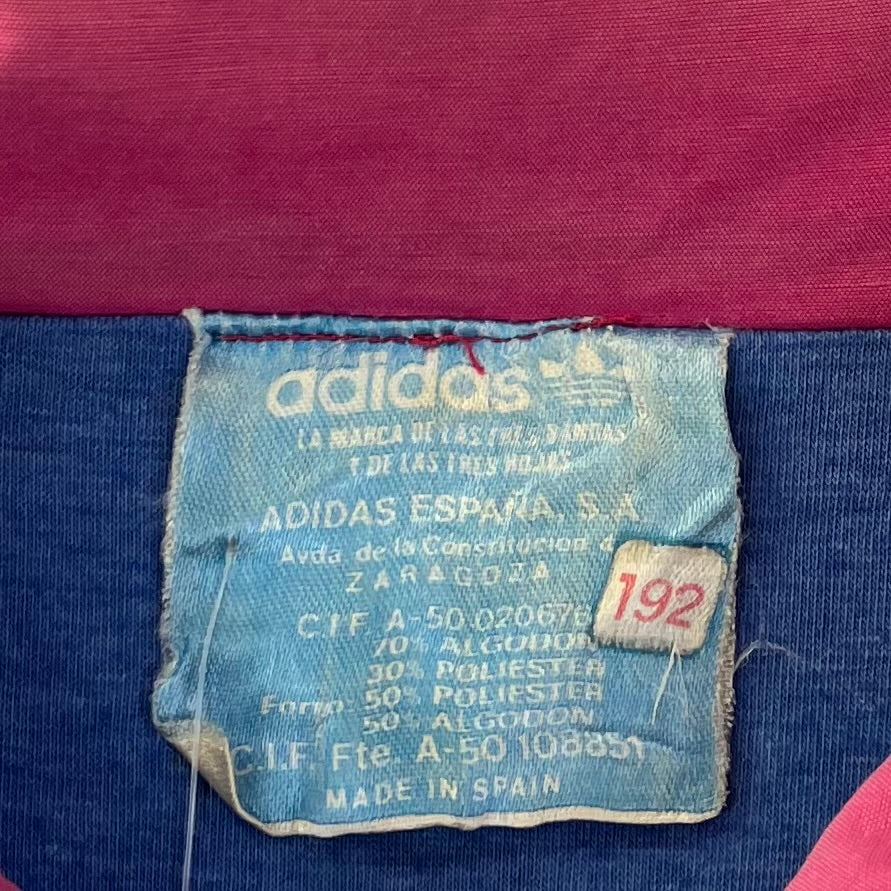 adidas
LA MARCA DE LAS TRES BANDAS
Y DE LAS TRES HOJAS
ADIDAS ESPAÑA, S.A.
Avda de la Constitucion
ZARAGOZA
192
C.I.F. A-50.020676
70% ALGODON
30% POLIESTER
Forro: 50% POLIESTER
50% ALGODON
C.I.F. Fte. A-50 108851
MADE IN SPAIN